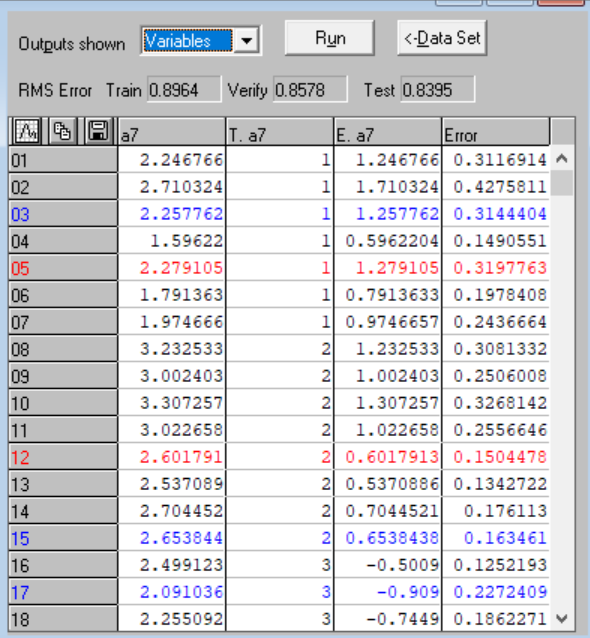 Outputs shown Variables Run <-Data Set
RMS Error Train 0.8964 Verify 0.8578 Test 0.8395
a7 T. a7 E. a7 Error
01 2.246766 1 1.246766 0.3116914
02 2.710324 1 1.710324 0.4275811
03 2.257762 1 1.257762 0.3144404
04 1.59622 1 0.5962204 0.1490551
05 2.279105 1 1.279105 0.3197763
06 1.791363 1 0.7913633 0.1978408
07 1.974666 1 0.9746657 0.2436664
08 3.232533 2 1.232533 0.3081332
09 3.002403 2 1.002403 0.2506008
10 3.307257 2 1.307257 0.3268142
11 3.022658 2 1.022658 0.2556646
12 2.601791 2 0.6017913 0.1504478
13 2.537089 2 0.5370886 0.1342722
14 2.704452 2 0.7044521 0.176113
15 2.653844 2 0.6538438 0.163461
16 2.499123 3 -0.5009 0.1252193
17 2.091036 3 -0.909 0.2272409
18 2.255092 3 -0.7449 0.1862271